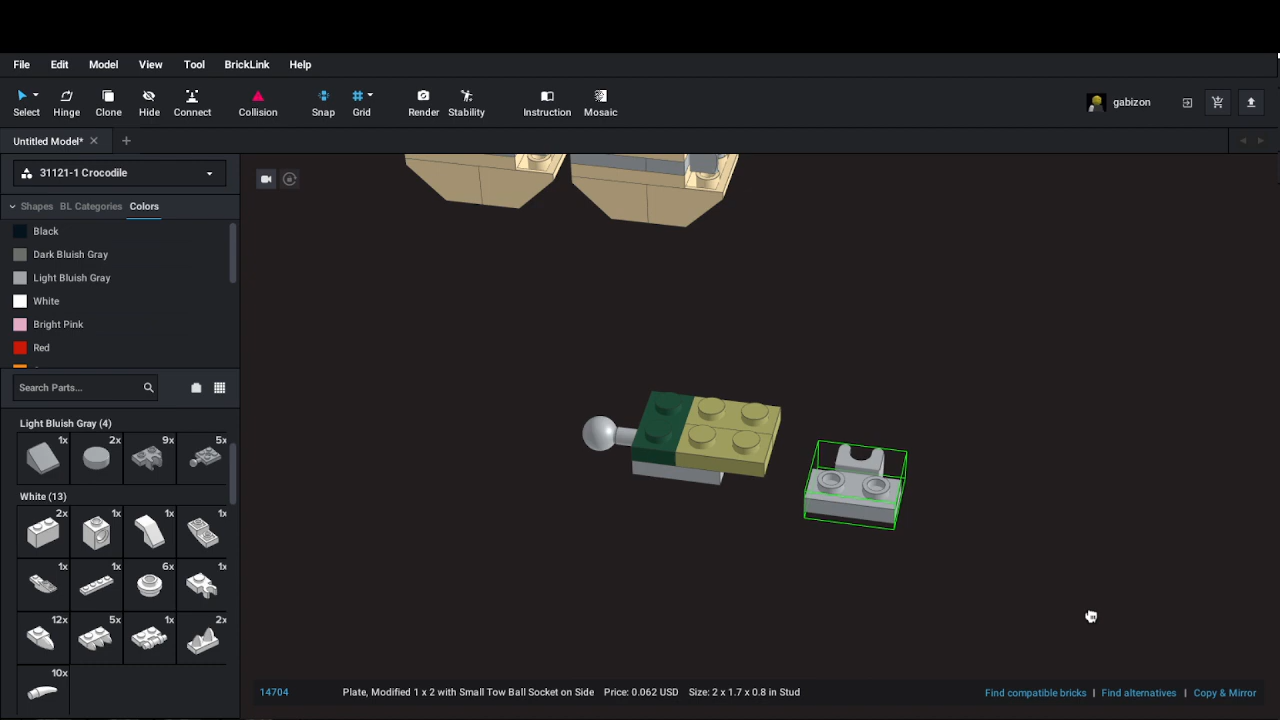 File Edit Model View Tool BrickLink Help
Select Hinge Clone Hide Connect Collision Snap Grid Render Stability Instruction Mosaic gabizon
Untitled Model*
31121-1 Crocodile
Shapes BL Categories Colors
Black
Dark Bluish Gray
Light Bluish Gray
White
Bright Pink
Red
Search Parts...
Light Bluish Gray (4)
1x 2x 9x 5x
White (13)
2x 1x 1x 1x
1x 1x 6x 1x
12x 5x 1x 2x
10x
14704 Plate, Modified 1 x 2 with Small Tow Ball Socket on Side Price: 0.062 USD Size: 2 x 1.7 x 0.8 in Stud Find compatible bricks | Find alternatives | Copy & Mirror